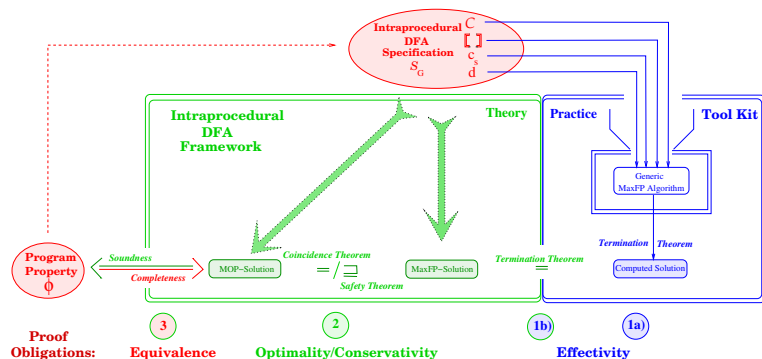 Intraprocedural
DFA
Specification
S_G
C
[[ ]]
c_s
d
Intraprocedural
DFA
Framework
Theory
Practice
Tool Kit
Generic
MaxFP Algorithm
Termination Theorem
Program
Property
Φ
Soundness
Completeness
MOP-Solution
Coincidence Theorem
= / ⊒
Safety Theorem
MaxFP-Solution
Termination Theorem
=
Computed Solution
3
2
1b)
1a)
Proof
Obligations:
Equivalence
Optimality/Conservativity
Effectivity